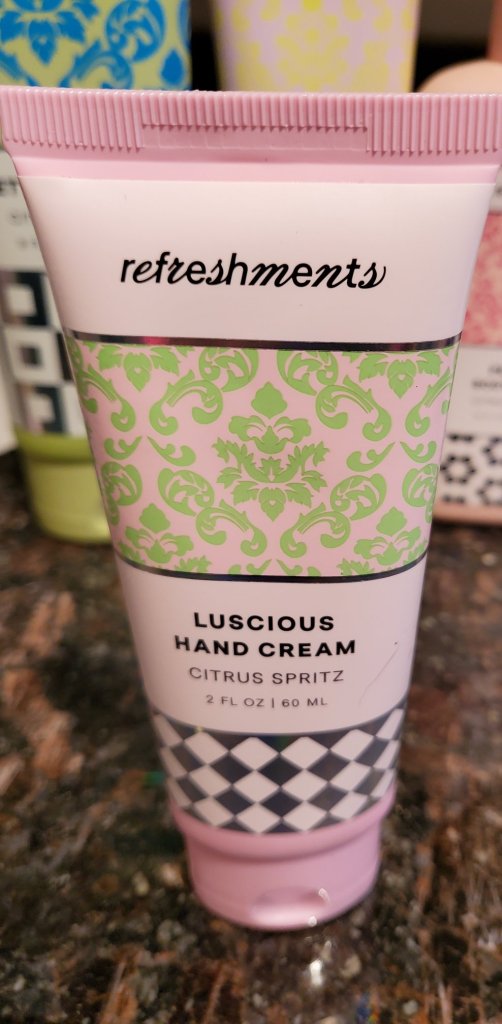 refreshments
LUSCIOUS
HAND CREAM
CITRUS SPRITZ
2 FL OZ | 60 ML